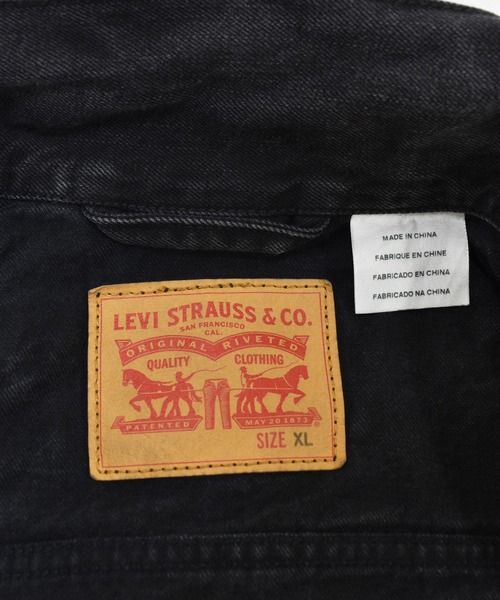 MADE IN CHINA
FABRIQUE EN CHINE
FABRICADO EN CHINA
FABRICADO NA CHINA
LEVI STRAUSS & CO.
SAN FRANCISCO
CAL.
ORIGINAL RIVETED
QUALITY CLOTHING
PATENTED MAY 20 1873
SIZE XL